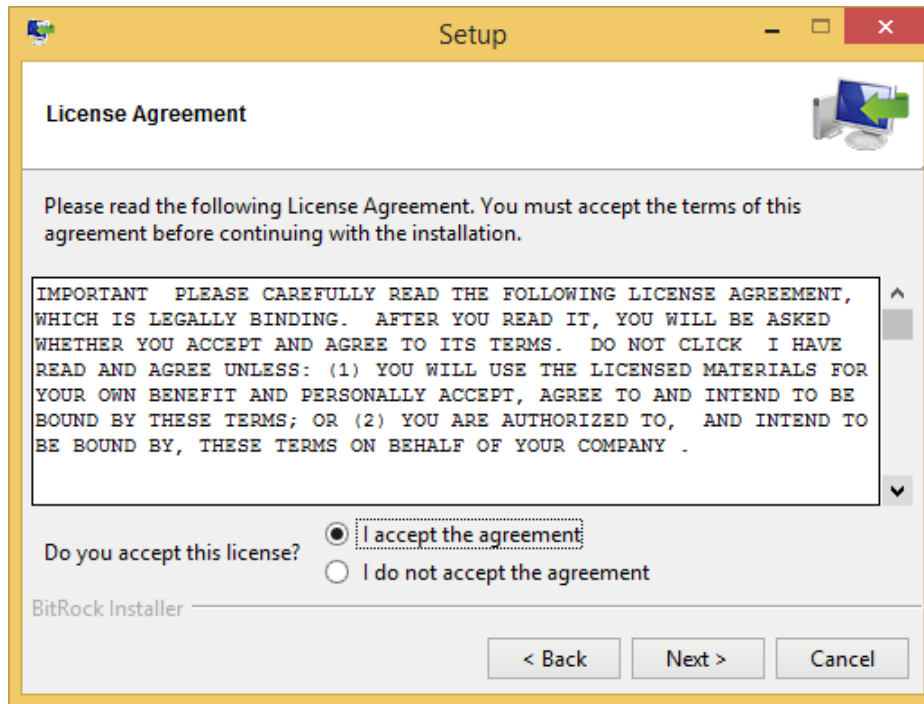 Setup
License Agreement
Please read the following License Agreement. You must accept the terms of this
agreement before continuing with the installation.
IMPORTANT  PLEASE CAREFULLY READ THE FOLLOWING LICENSE AGREEMENT,
WHICH IS LEGALLY BINDING.  AFTER YOU READ IT, YOU WILL BE ASKED
WHETHER YOU ACCEPT AND AGREE TO ITS TERMS.  DO NOT CLICK  I HAVE
READ AND AGREE UNLESS: (1) YOU WILL USE THE LICENSED MATERIALS FOR
YOUR OWN BENEFIT AND PERSONALLY ACCEPT, AGREE TO AND INTEND TO BE
BOUND BY THESE TERMS; OR (2) YOU ARE AUTHORIZED TO,  AND INTEND TO
BE BOUND BY, THESE TERMS ON BEHALF OF YOUR COMPANY .
Do you accept this license?
I accept the agreement
I do not accept the agreement
BitRock Installer
< Back
Next >
Cancel